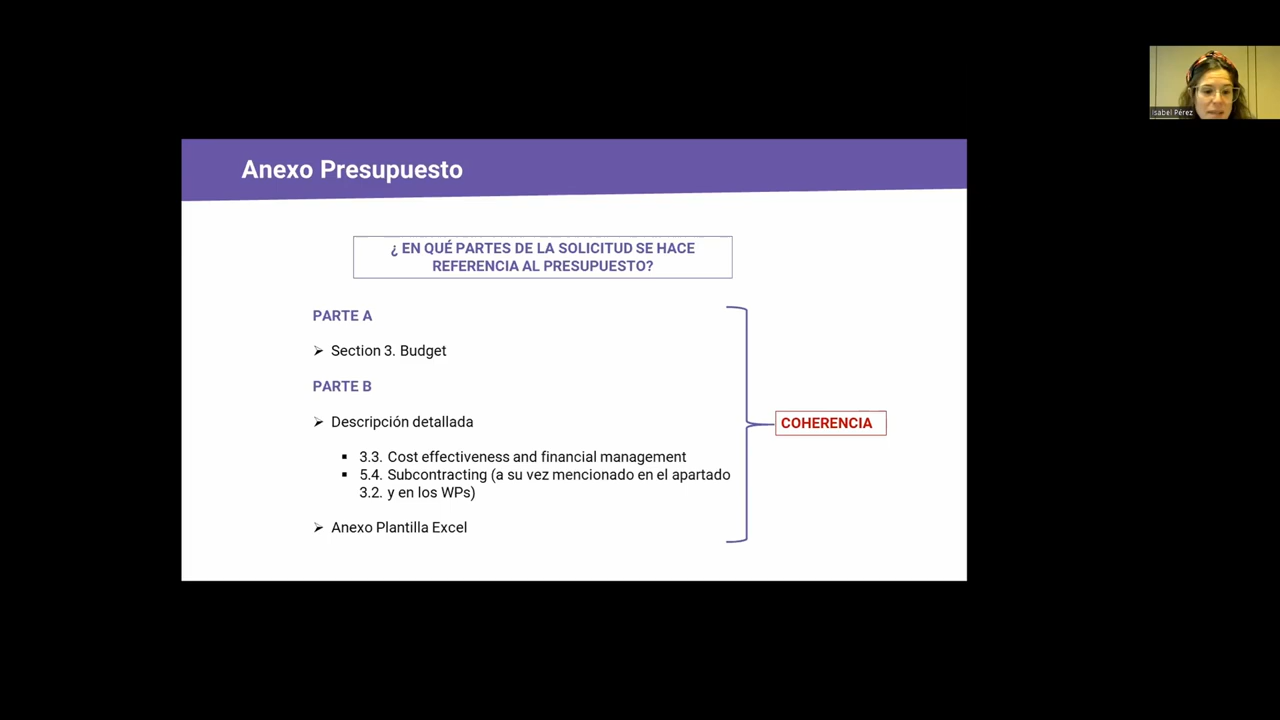 Isabel Pérez
Anexo Presupuesto
¿ EN QUÉ PARTES DE LA SOLICITUD SE HACE
REFERENCIA AL PRESUPUESTO?
PARTE A
➢ Section 3. Budget
PARTE B
➢ Descripción detallada
▪ 3.3. Cost effectiveness and financial management
▪ 5.4. Subcontracting (a su vez mencionado en el apartado
3.2. y en los WPs)
➢ Anexo Plantilla Excel
COHERENCIA